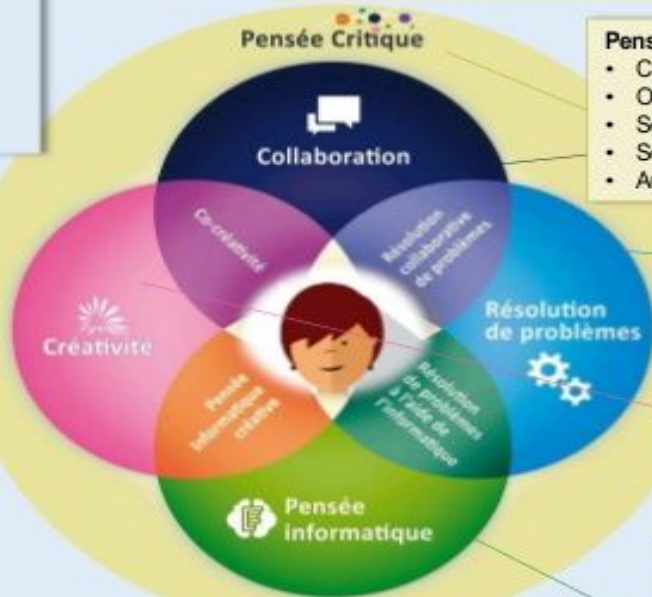 Pensée Critique
Collaboration
Co-créativité
Résolution
collaborative
de problèmes
Créativité
Résolution
de problèmes
Pensée
informatique
créative
Résolution
de problèmes
à l'aide de
l'informatique
Pensée
informatique